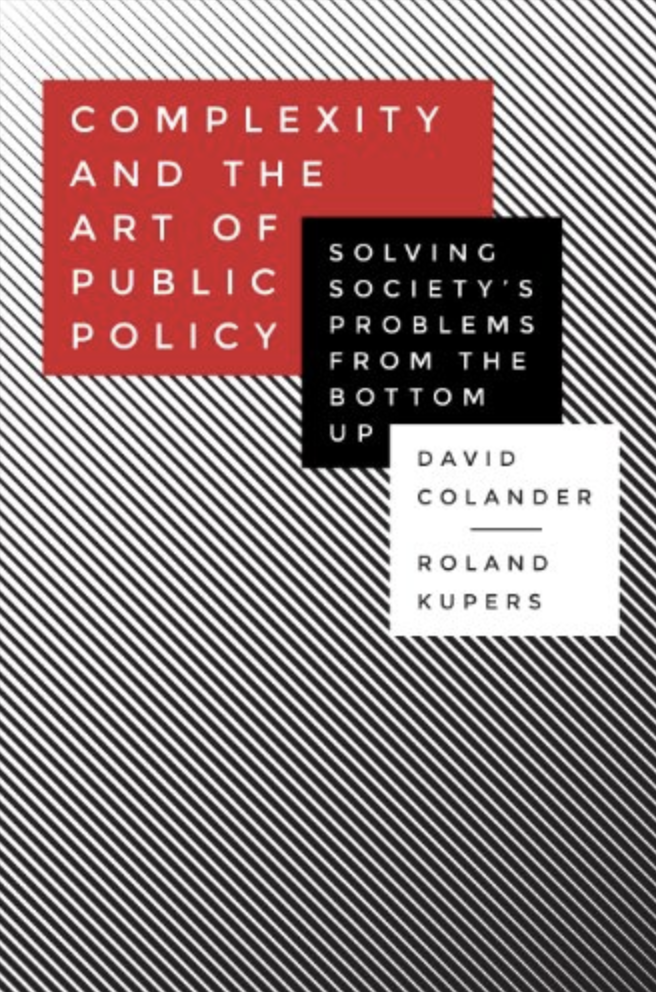 COMPLEXITY
AND THE
ART OF
PUBLIC
POLICY
SOLVING
SOCIETY'S
PROBLEMS
FROM THE
BOTTOM
UP
DAVID
COLANDER
ROLAND
KUPERS